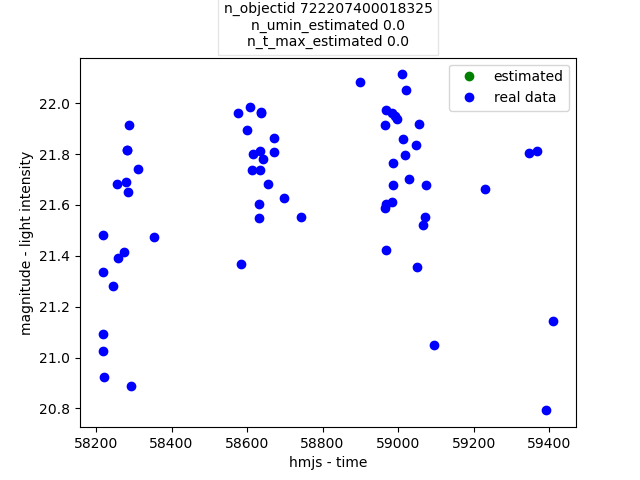 n_objectid 722207400018325
n_umin_estimated 0.0
n_t_max_estimated 0.0
estimated
real data
magnitude - light intensity
22.0
21.8
21.6
21.4
21.2
21.0
20.8
58200 58400 58600 58800 59000 59200 59400
hmjs - time